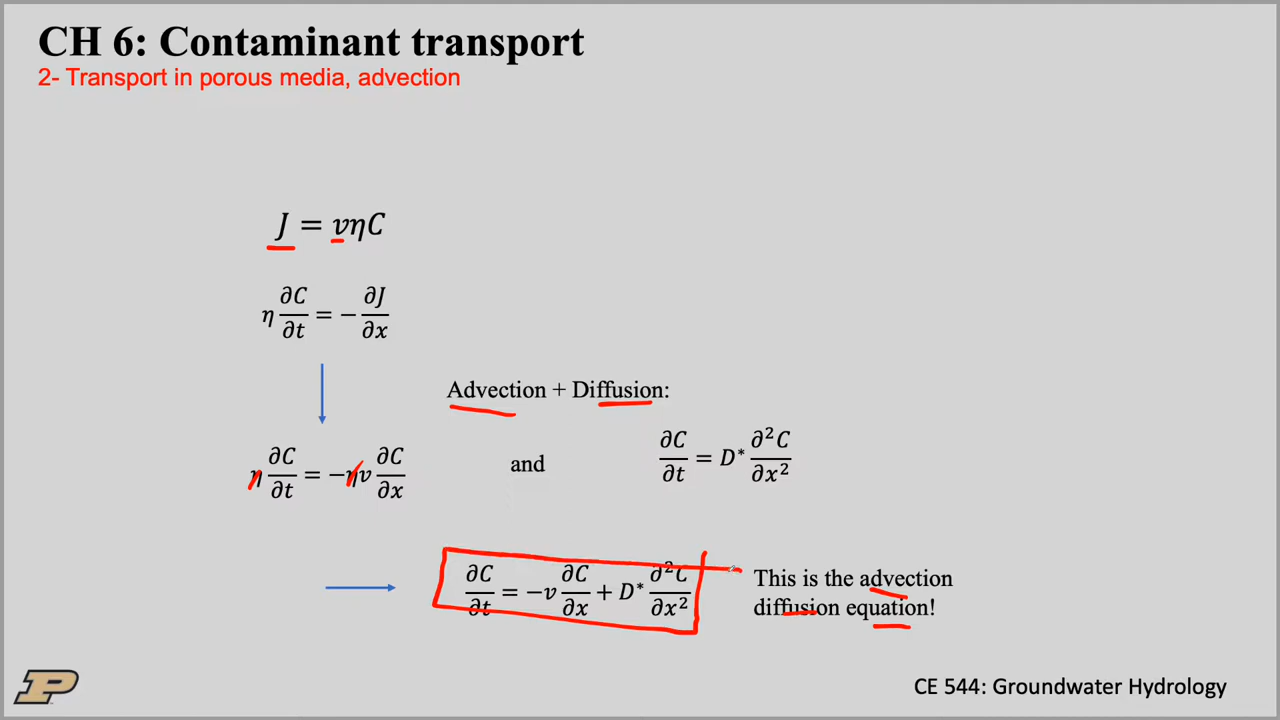 CH 6: Contaminant transport
2- Transport in porous media, advection
J = vηC
η ∂C/∂t = − ∂J/∂x
Advection + Diffusion:
η ∂C/∂t = −ηv ∂C/∂x
and
∂C/∂t = D* ∂²C/∂x²
∂C/∂t = −v ∂C/∂x + D* ∂²C/∂x²
This is the advection
diffusion equation!
P
CE 544: Groundwater Hydrology